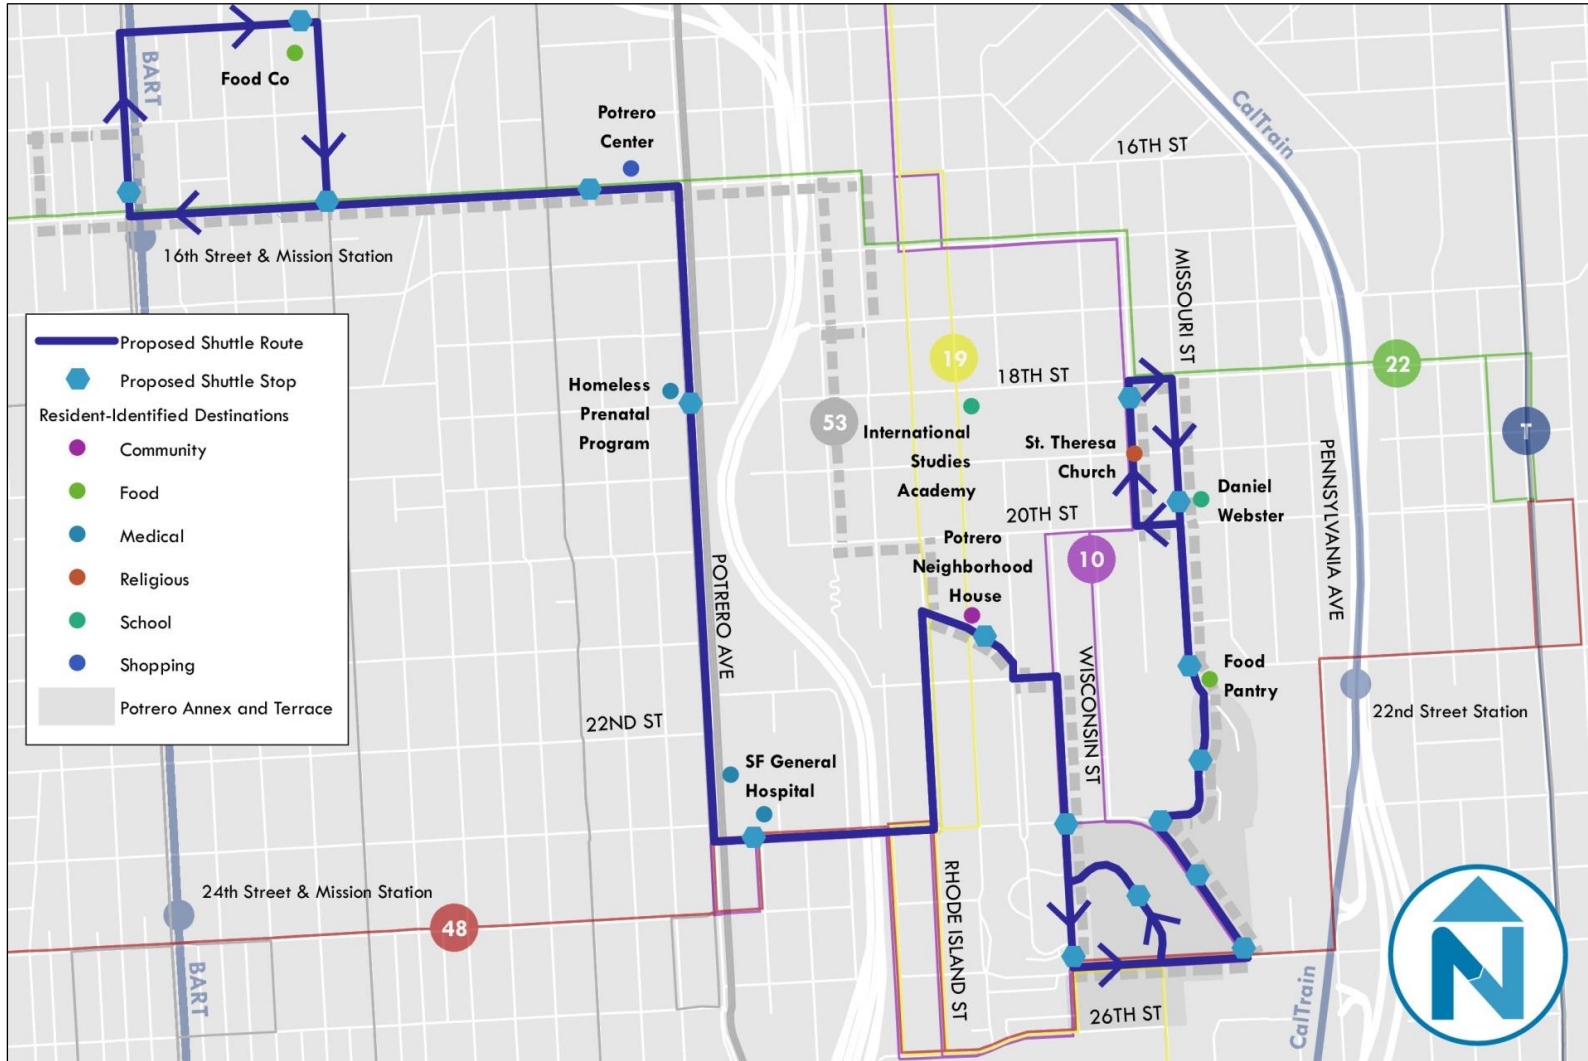 BART
Food Co
Potrero
Center
CalTrain
16TH ST
16th Street & Mission Station
MISSOURI ST
Proposed Shuttle Route
Proposed Shuttle Stop
Resident-Identified Destinations
Community
Food
Medical
Religious
School
Shopping
Potrero Annex and Terrace
Homeless
Prenatal
Program
19
18TH ST
22
53
International
Studies
Academy
St. Theresa
Church
T
PENNSYLVANIA AVE
Daniel
Webster
20TH ST
10
Potrero
Neighborhood
House
POTRERO AVE
WISCONSIN ST
Food
Pantry
22ND ST
22nd Street Station
SF General
Hospital
24th Street & Mission Station
48
RHODE ISLAND ST
BART
26TH ST
CalTrain
N